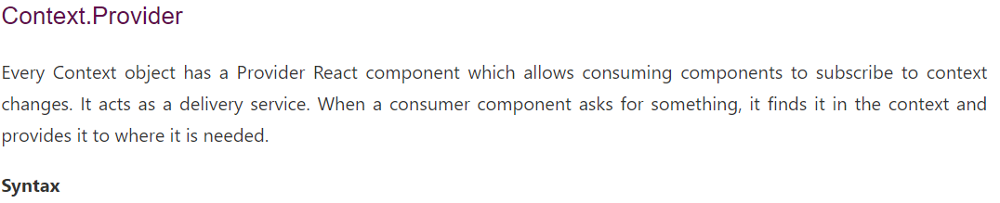 Context.Provider
Every Context object has a Provider React component which allows consuming components to subscribe to context
changes. It acts as a delivery service. When a consumer component asks for something, it finds it in the context and
provides it to where it is needed.
Syntax